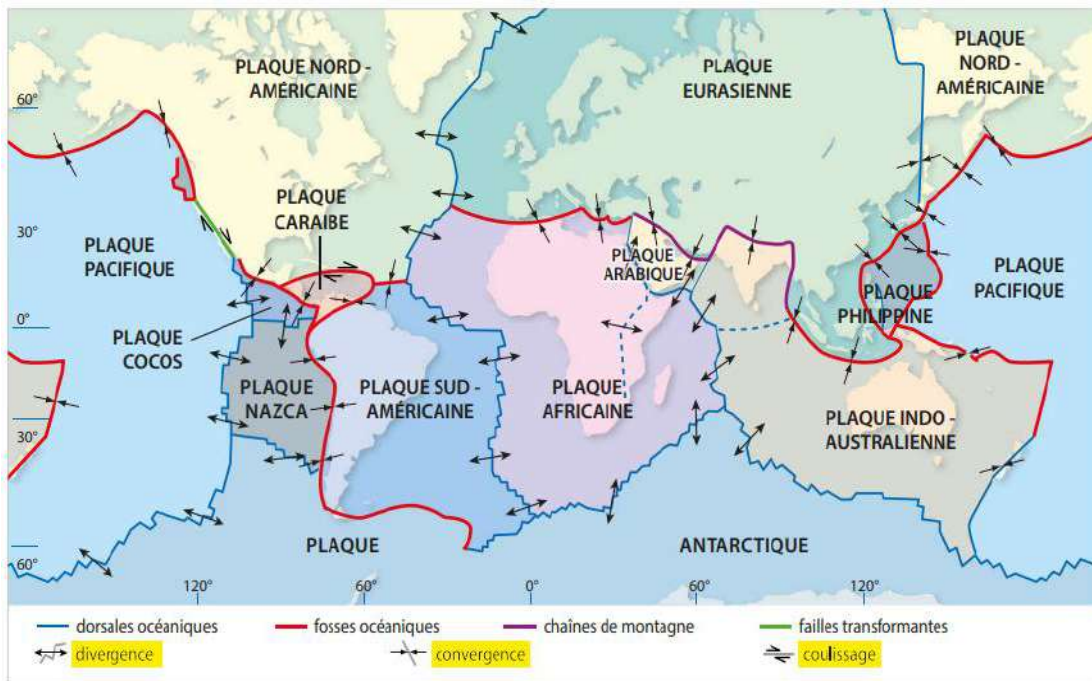 PLAQUE NORD -
AMÉRICAINE
PLAQUE
EURASIENNE
PLAQUE
NORD -
AMÉRICAINE
60°
PLAQUE
CARAIBE
30°
PLAQUE
PACIFIQUE
PLAQUE
ARABIQUE
PLAQUE
PHILIPPINE
PLAQUE
PACIFIQUE
0°
PLAQUE
COCOS
PLAQUE
NAZCA
PLAQUE SUD -
AMÉRICAINE
PLAQUE
AFRICAINE
PLAQUE INDO -
AUSTRALIENNE
30°
PLAQUE
ANTARCTIQUE
60°
120°
60°
0°
60°
120°
dorsales océaniques
fosses océaniques
chaînes de montagne
failles transformantes
divergence
convergence
coulissage